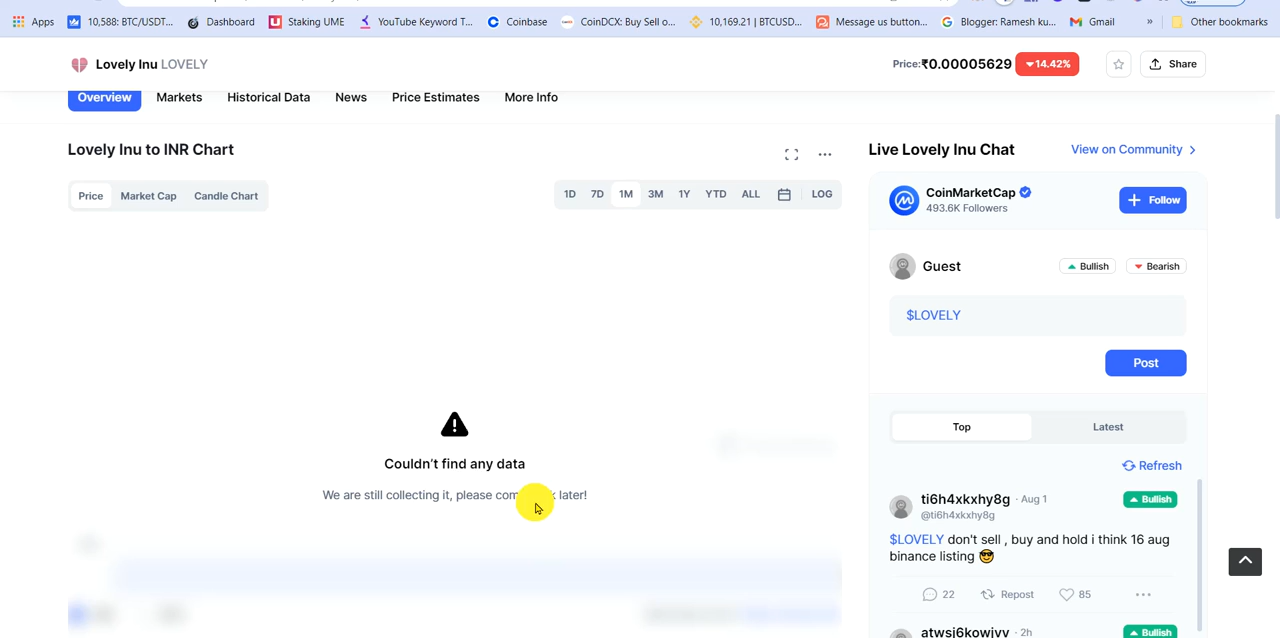 Apps
10,588: BTC/USDT...
Dashboard
Staking UME
YouTube Keyword T...
Coinbase
CoinDCX: Buy Sell o...
10,169.21 | BTCUSD...
Message us button...
Blogger: Ramesh ku...
Gmail
»
Other bookmarks
Lovely Inu LOVELY
Price:₹0.00005629
14.42%
Share
Overview
Markets
Historical Data
News
Price Estimates
More Info
Lovely Inu to INR Chart
Price
Market Cap
Candle Chart
1D
7D
1M
3M
1Y
YTD
ALL
LOG
Couldn't find any data
We are still collecting it, please com k later!
Live Lovely Inu Chat
View on Community
CoinMarketCap
493.6K Followers
+ Follow
Guest
Bullish
Bearish
$LOVELY
Post
Top
Latest
Refresh
ti6h4xkxhy8g · Aug 1
Bullish
@ti6h4xkxhy8g
$LOVELY don't sell , buy and hold i think 16 aug
binance listing 😎
22
Repost
85
atwsj6kowjvv · 2h
Bullish